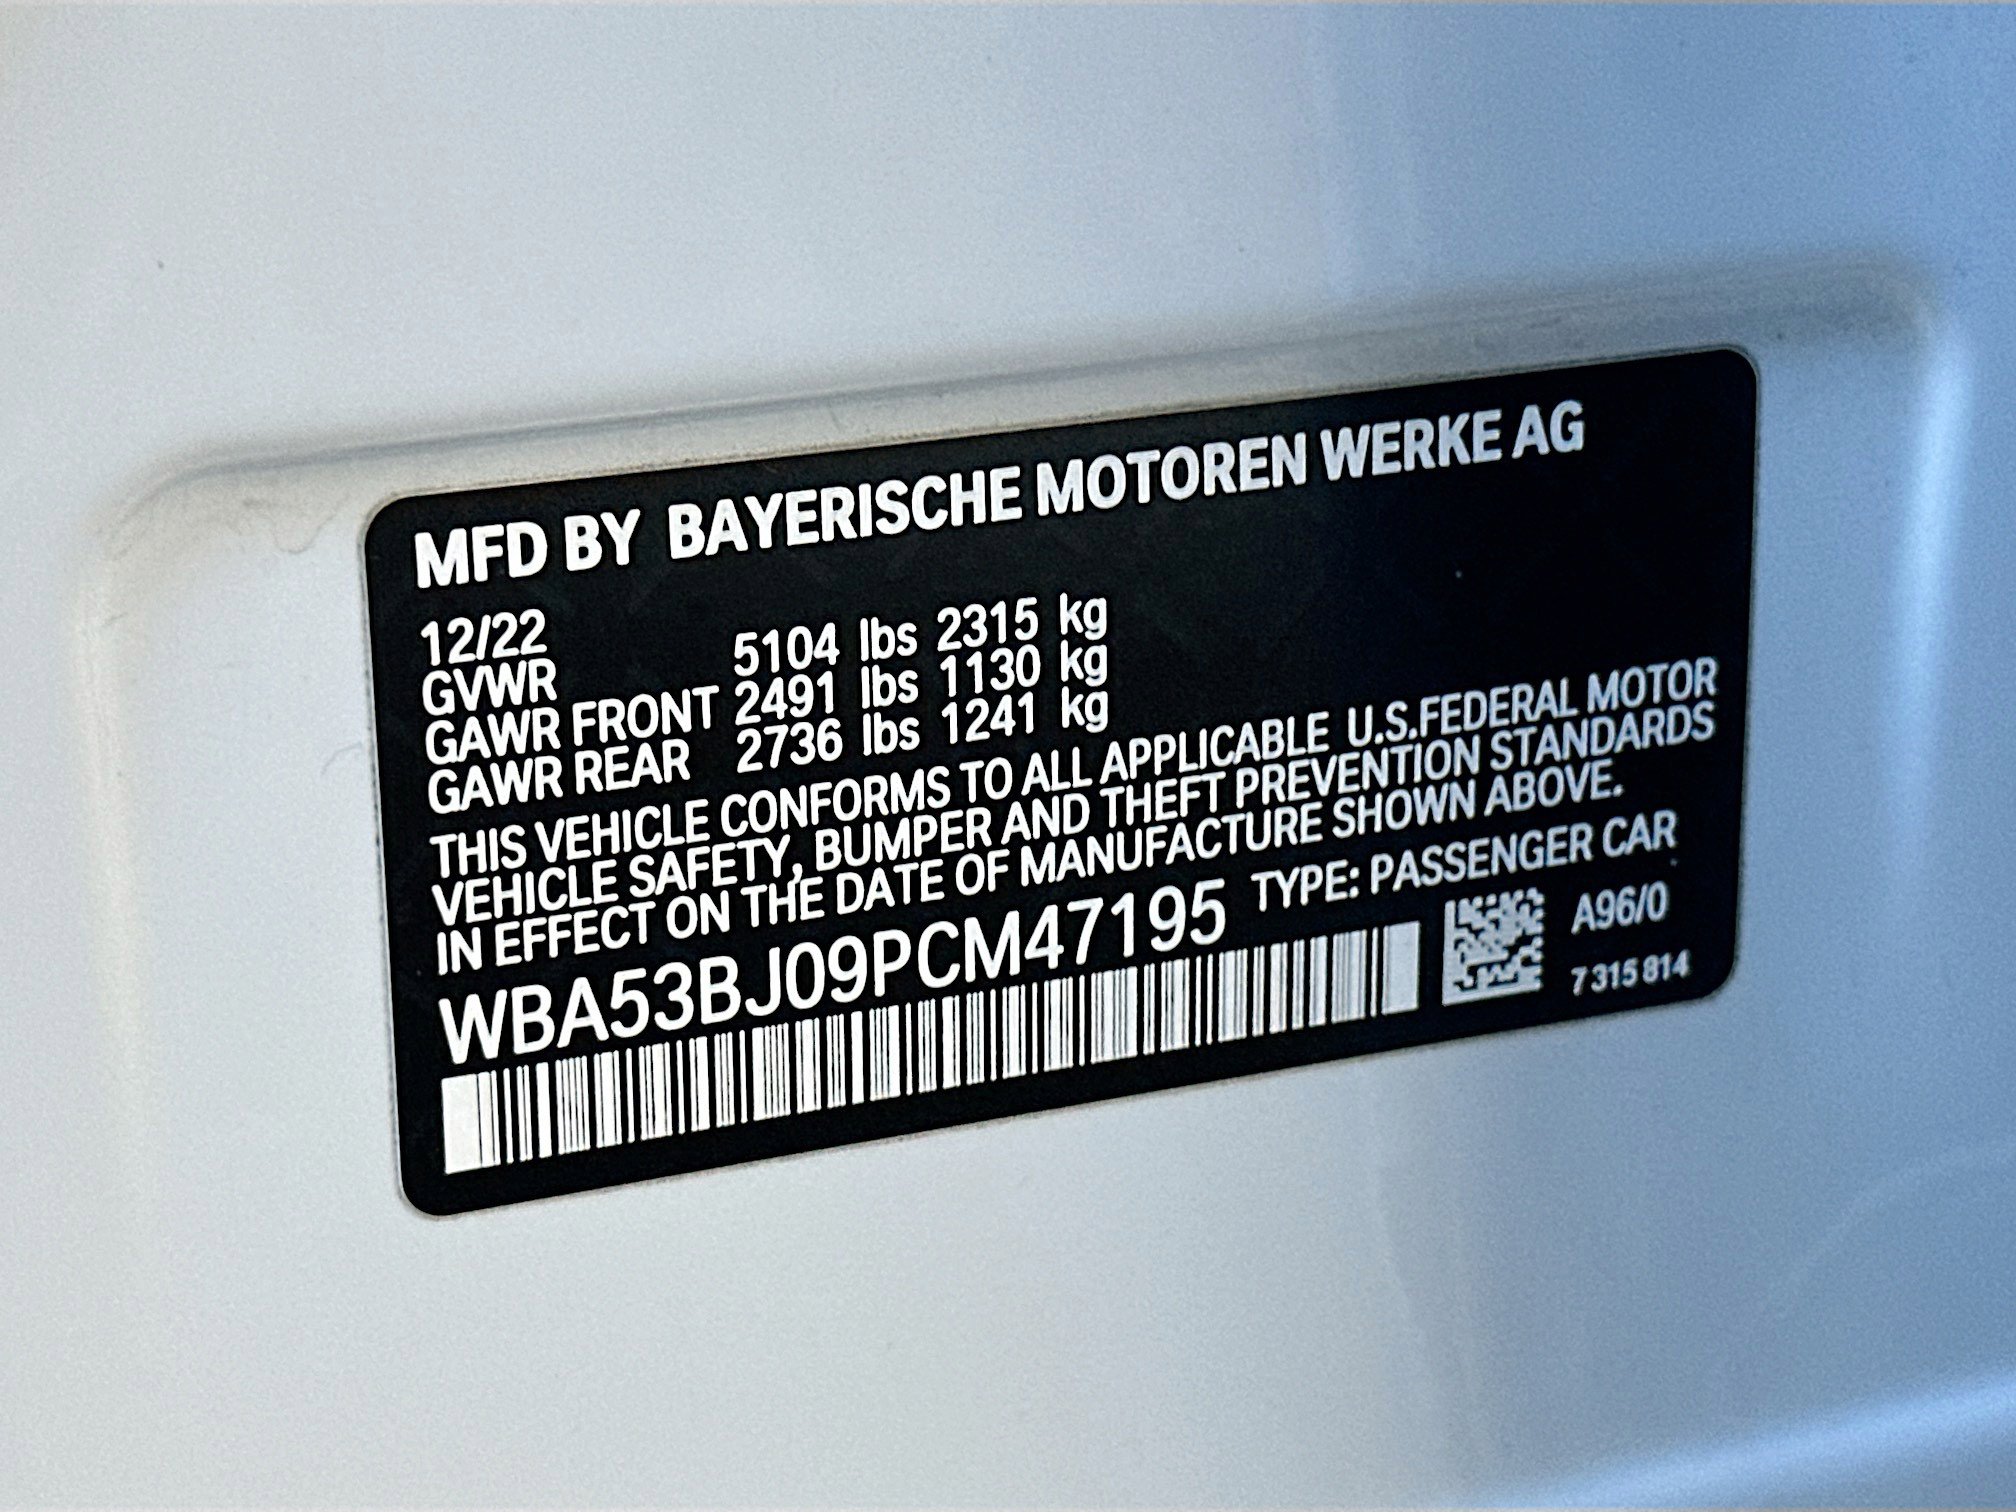 MFD BY BAYERISCHE MOTOREN WERKE AG
12/22
GVWR 5104 lbs 2315 kg
GAWR FRONT 2491 lbs 1130 kg
GAWR REAR 2736 lbs 1241 kg
THIS VEHICLE CONFORMS TO ALL APPLICABLE U.S.FEDERAL MOTOR
VEHICLE SAFETY, BUMPER AND THEFT PREVENTION STANDARDS
IN EFFECT ON THE DATE OF MANUFACTURE SHOWN ABOVE.
WBA53BJ09PCM47195 TYPE: PASSENGER CAR
A96/0
7 315 814